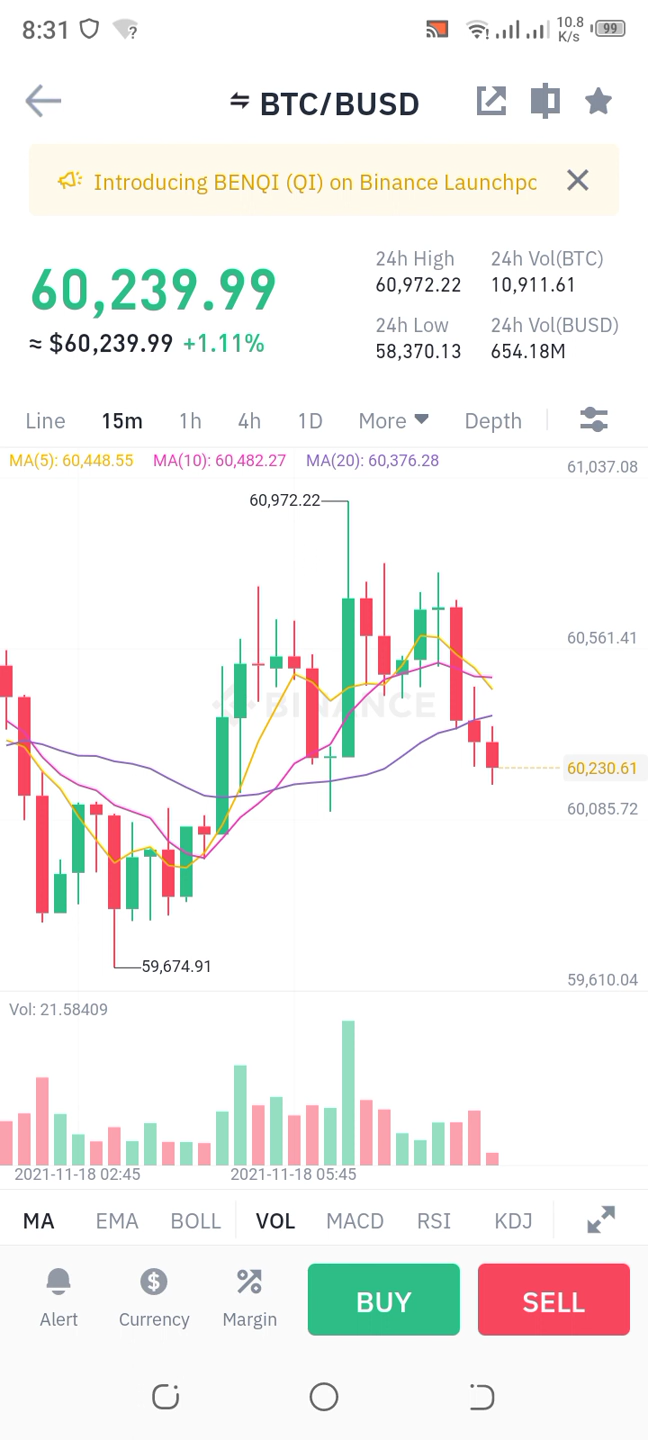 8:31
10.8
K/s
99
BTC/BUSD
Introducing BENQI (QI) on Binance Launchpo
60,239.99
≈ $60,239.99 +1.11%
24h High
60,972.22
24h Vol(BTC)
10,911.61
24h Low
58,370.13
24h Vol(BUSD)
654.18M
Line 15m 1h 4h 1D More Depth
MA(5): 60,448.55 MA(10): 60,482.27 MA(20): 60,376.28
61,037.08
60,972.22
60,561.41
BINANCE
60,230.61
60,085.72
59,674.91
59,610.04
Vol: 21.58409
2021-11-18 02:45 2021-11-18 05:45
MA EMA BOLL VOL MACD RSI KDJ
Alert Currency Margin BUY SELL